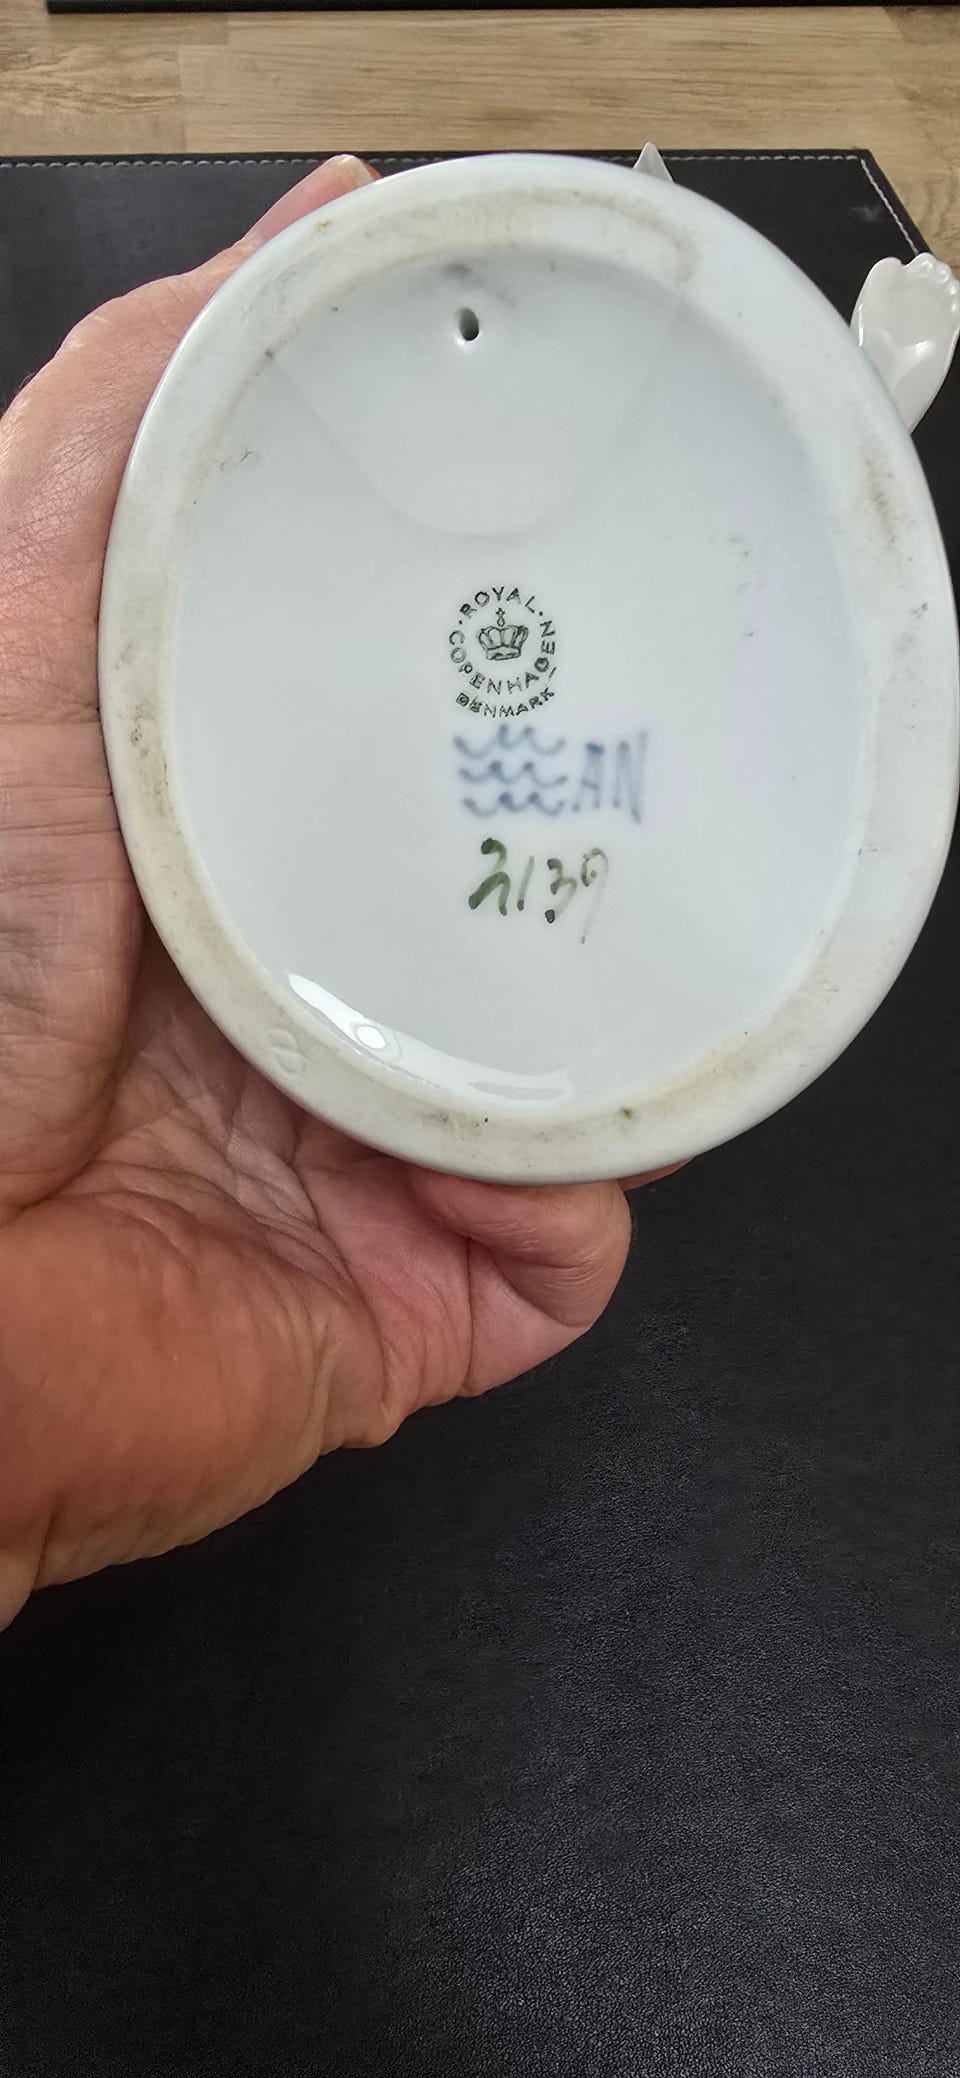 ROYAL
COPENHAGEN
DENMARK
AN
2139